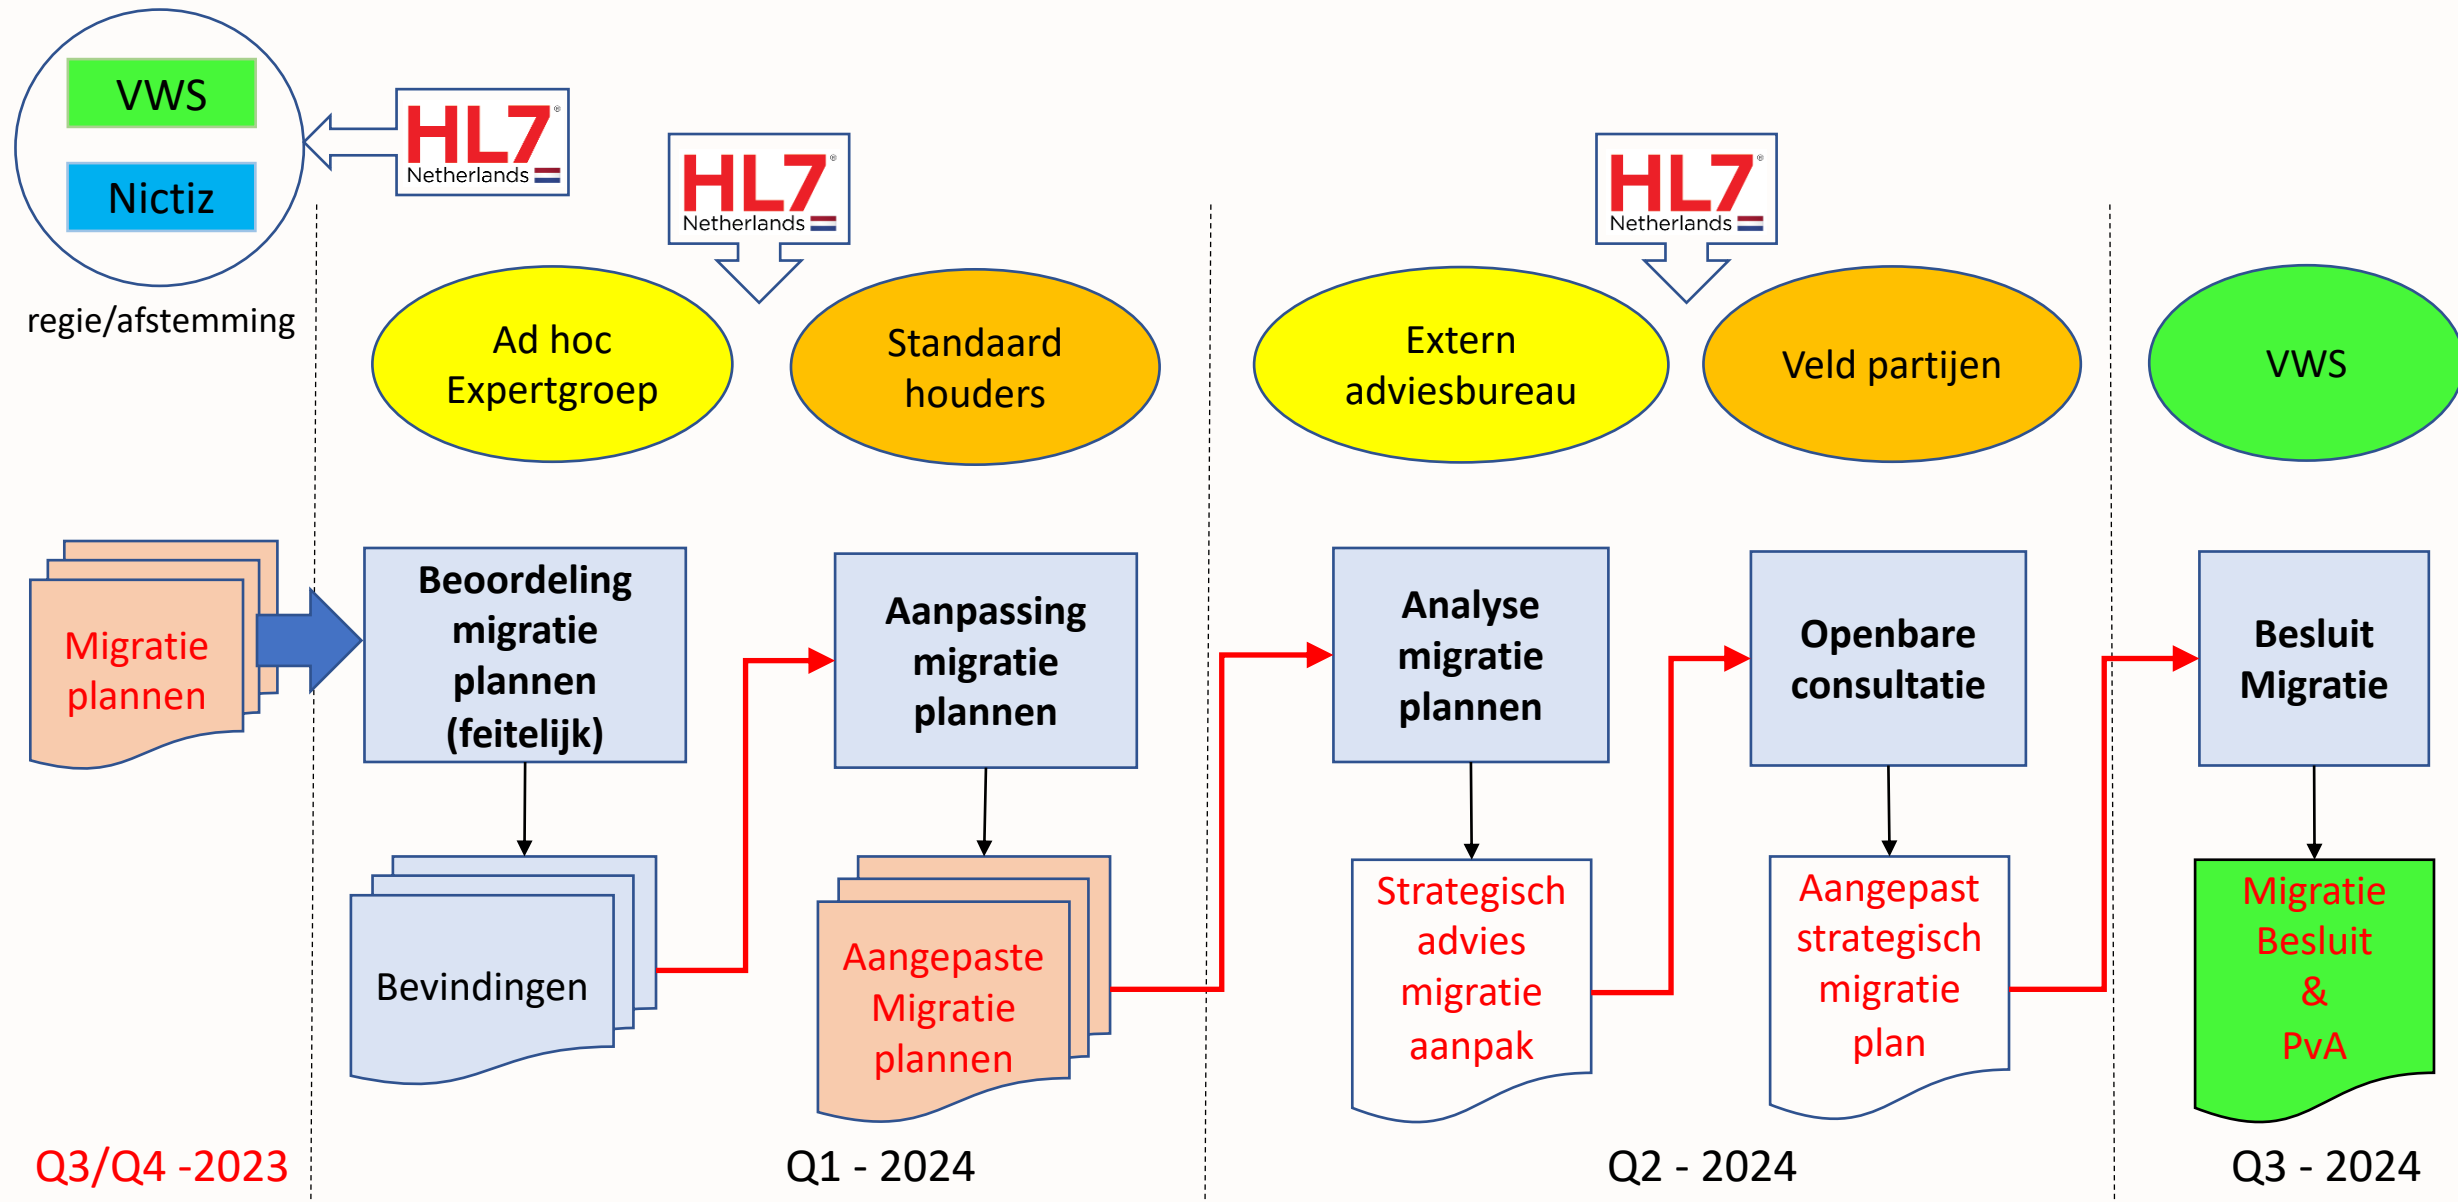 VWS
Nictiz
regie/afstemming
HL7®
Netherlands
HL7®
Netherlands
HL7®
Netherlands
Ad hoc
Expertgroep
Standaard
houders
Extern
adviesbureau
Veld partijen
VWS
Migratie
plannen
Beoordeling
migratie
plannen
(feitelijk)
Aanpassing
migratie
plannen
Analyse
migratie
plannen
Openbare
consultatie
Besluit
Migratie
Bevindingen
Aangepaste
Migratie
plannen
Strategisch
advies
migratie
aanpak
Aangepast
strategisch
migratie
plan
Migratie
Besluit
&
PvA
Q3/Q4 -2023
Q1 - 2024
Q2 - 2024
Q3 - 2024